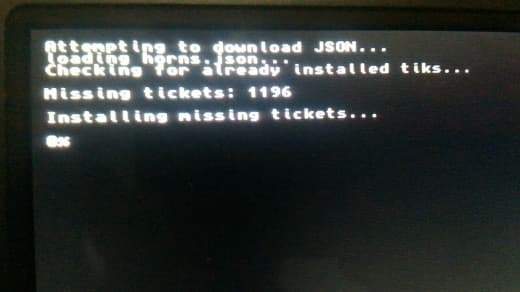 Attempting to download JSON...
loading horns.json...
Checking for already installed tiks...
Missing tickets: 1196
Installing missing tickets...
0%